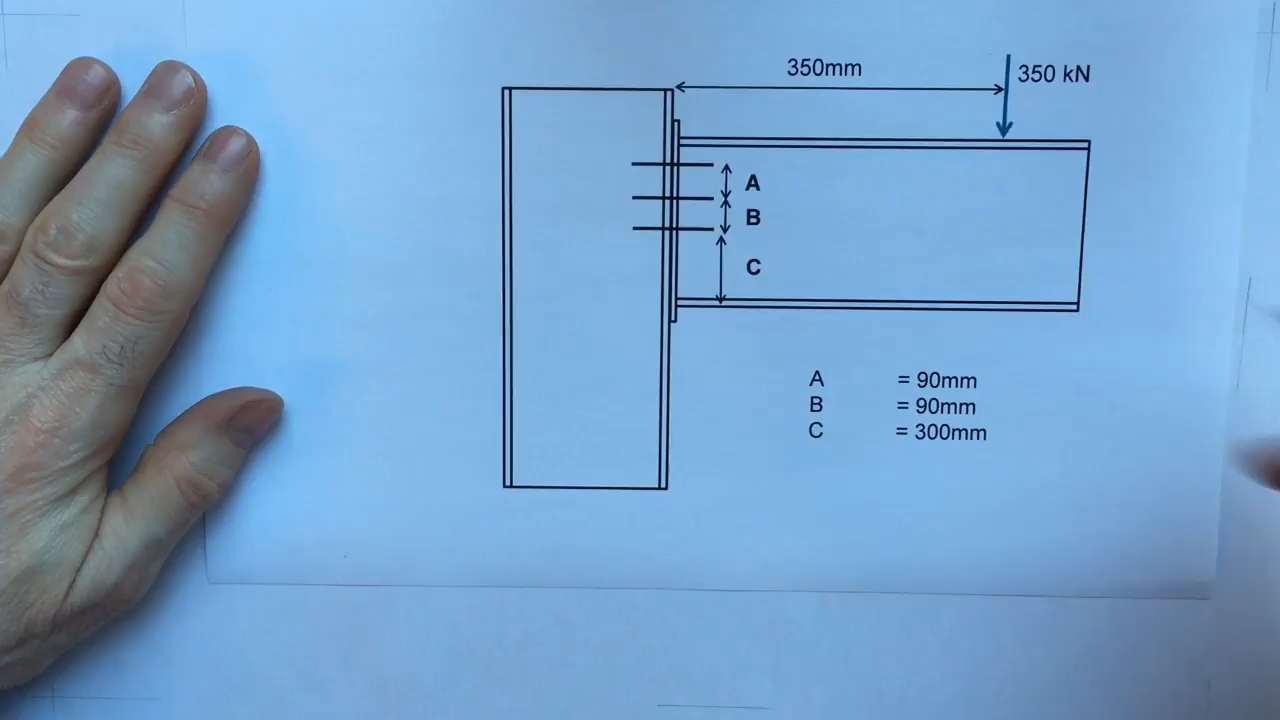 350mm
350 kN
A
B
C
A = 90mm
B = 90mm
C = 300mm